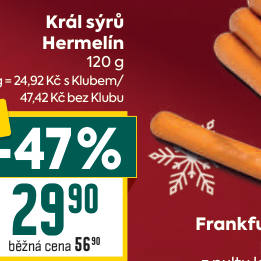 Král sýrů
Hermelín
120 g
= 24,92 Kč s Klubem/
47,42 Kč bez Klubu
-47%
29 90
běžná cena 56 90